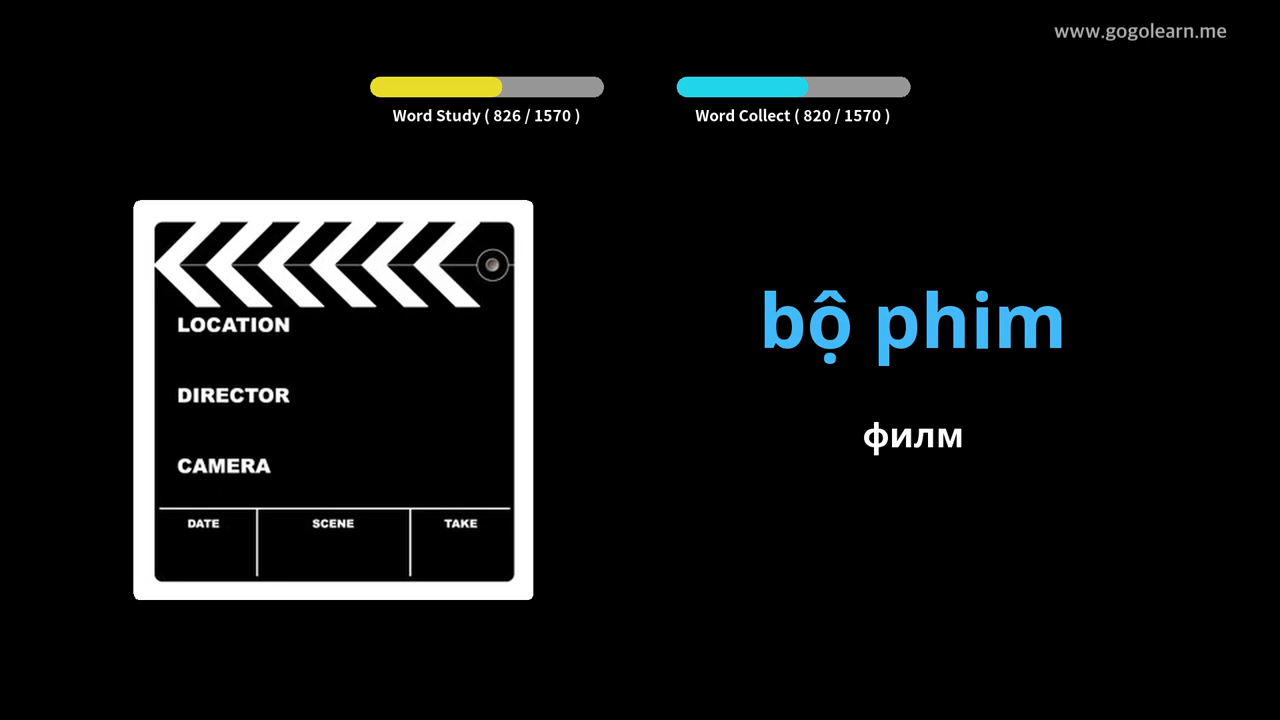 www.gogolearn.me
Word Study ( 826 / 1570 )
Word Collect ( 820 / 1570 )
LOCATION
DIRECTOR
CAMERA
DATE
SCENE
TAKE
bộ phim
филм